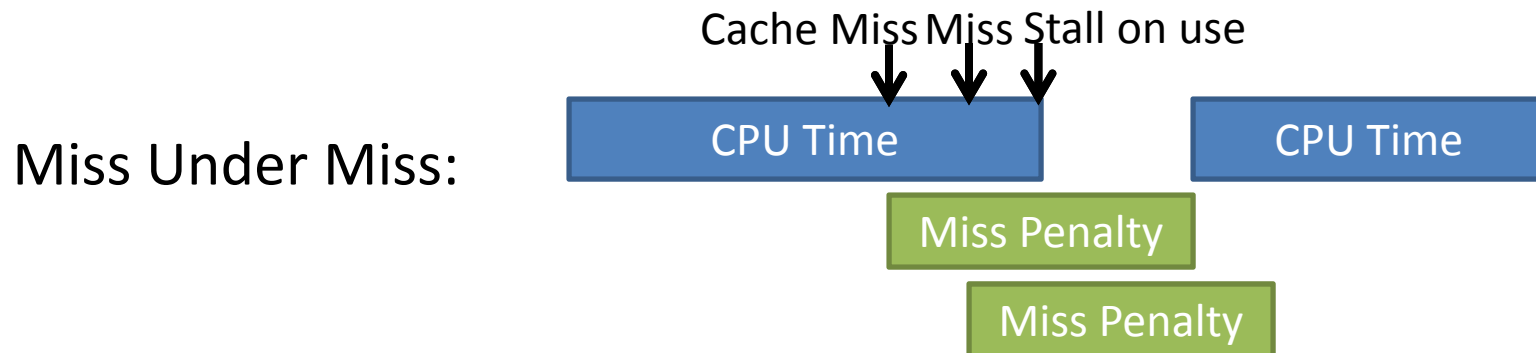 Cache Miss Miss Stall on use
Miss Under Miss:
CPU Time
CPU Time
Miss Penalty
Miss Penalty